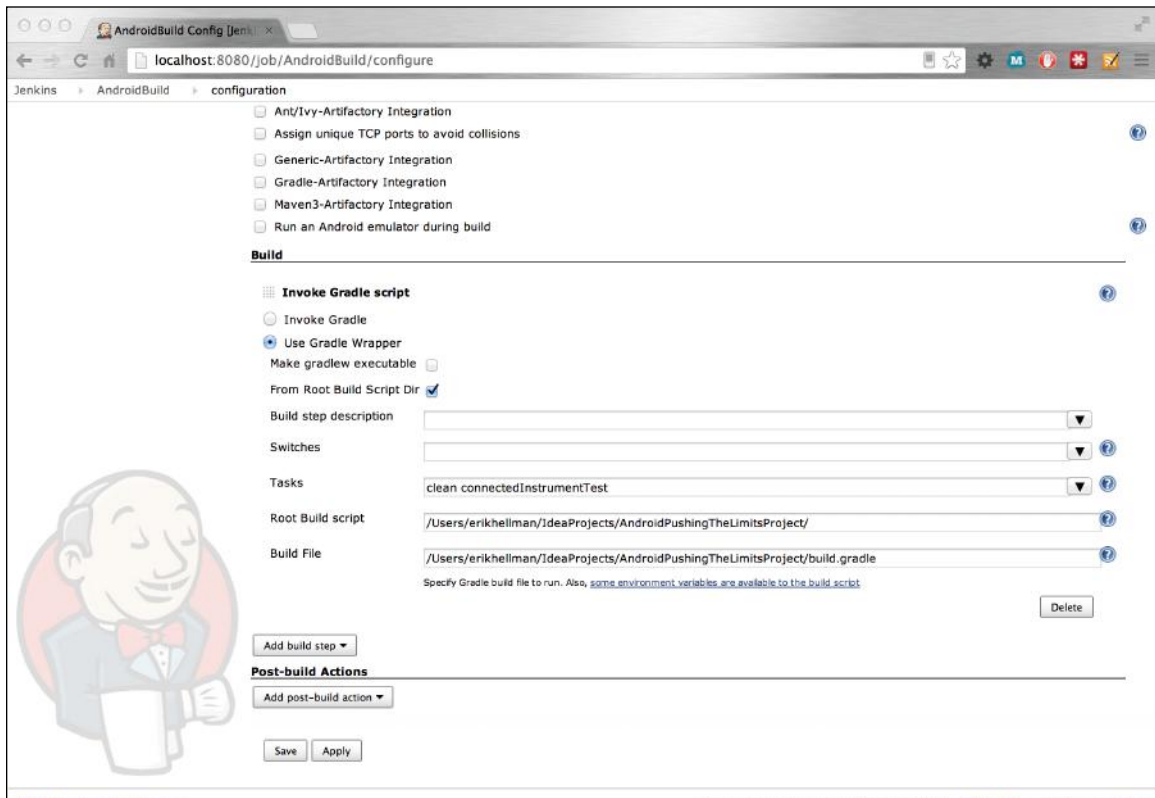 AndroidBuild Config [Jenk
localhost:8080/job/AndroidBuild/configure
Jenkins AndroidBuild configuration
Ant/Ivy-Artifactory Integration
Assign unique TCP ports to avoid collisions
Generic-Artifactory Integration
Gradle-Artifactory Integration
Maven3-Artifactory Integration
Run an Android emulator during build
Build
Invoke Gradle script
Invoke Gradle
Use Gradle Wrapper
Make gradlew executable
From Root Build Script Dir
Build step description
Switches
Tasks clean connectedInstrumentTest
Root Build script /Users/erikhellman/IdeaProjects/AndroidPushingTheLimitsProject/
Build File /Users/erikhellman/IdeaProjects/AndroidPushingTheLimitsProject/build.gradle
Specify Gradle build file to run. Also, some environment variables are available to the build script
Delete
Add build step
Post-build Actions
Add post-build action
Save Apply